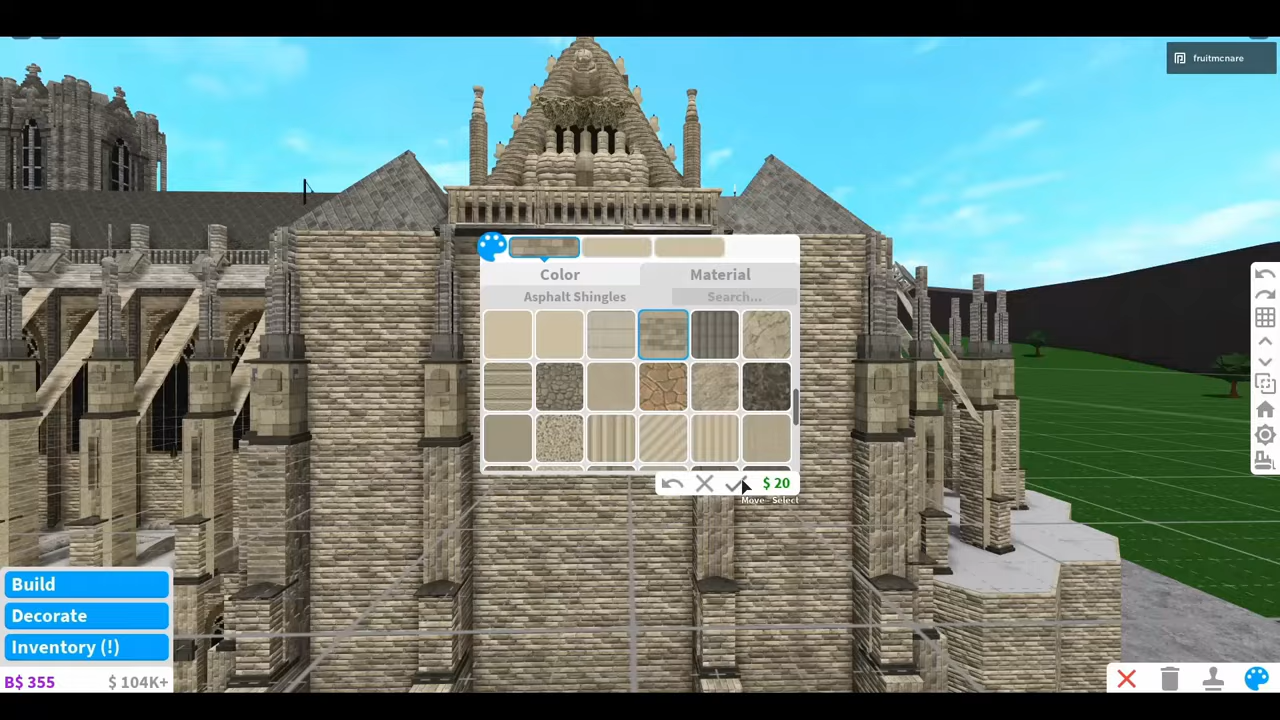 fruitmcnare
Color
Material
Asphalt Shingles
Search...
$ 20
Move - Select
Build
Decorate
Inventory (!)
B$ 355
$ 104K+